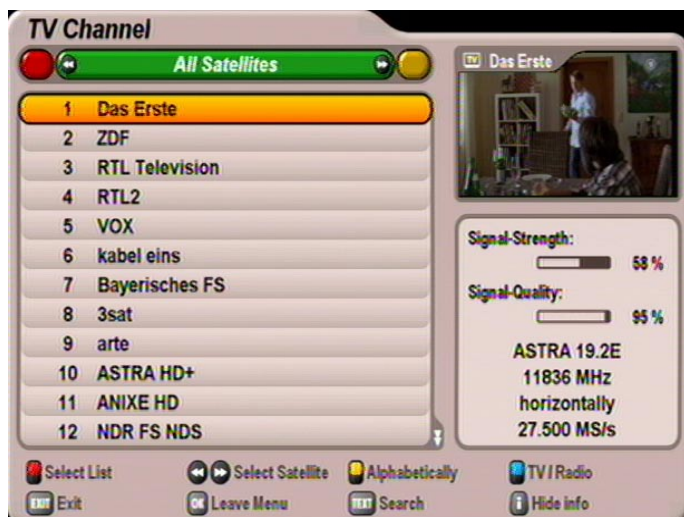 TV Channel
All Satellites
1 Das Erste
2 ZDF
3 RTL Television
4 RTL2
5 VOX
6 kabel eins
7 Bayerisches FS
8 3sat
9 arte
10 ASTRA HD+
11 ANIXE HD
12 NDR FS NDS
TV Das Erste
Signal-Strength:
58 %
Signal-Quality:
95 %
ASTRA 19.2E
11836 MHz
horizontally
27.500 MS/s
Select List Select Satellite Alphabetically TV / Radio
EXIT Exit OK Leave Menu TEXT Search i Hide info